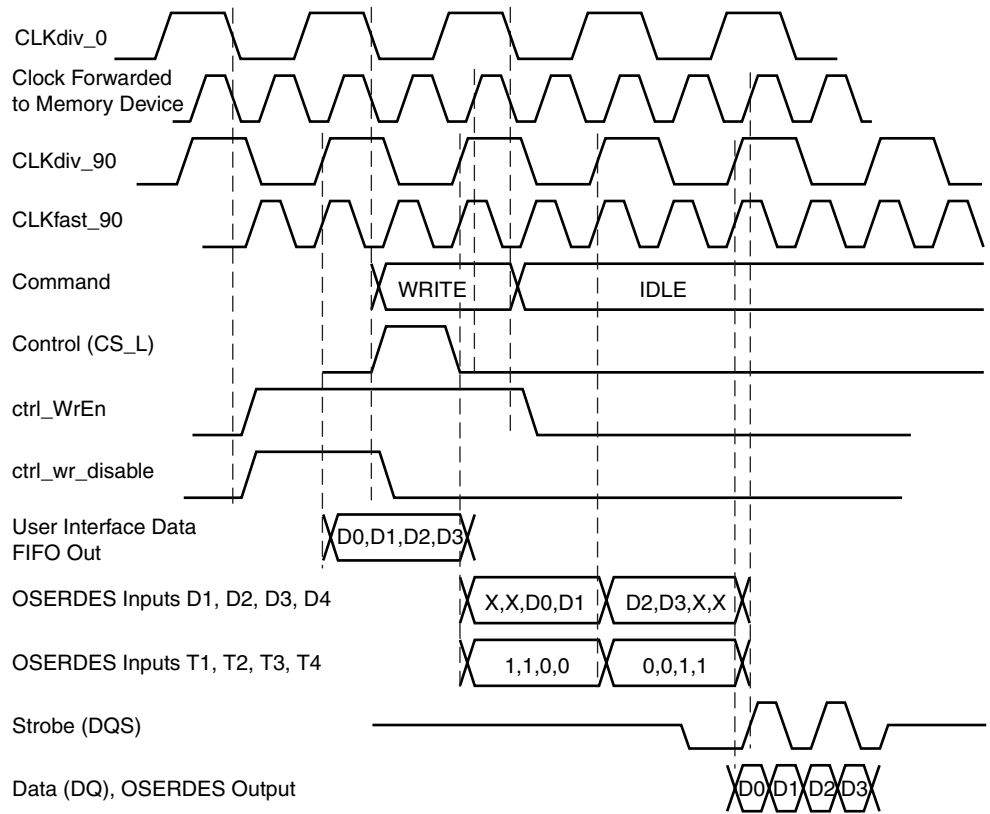 CLKdiv_0
Clock Forwarded
to Memory Device
CLKdiv_90
CLKfast_90
Command
WRITE IDLE
Control (CS_L)
ctrl_WrEn
ctrl_wr_disable
User Interface Data
FIFO Out
D0,D1,D2,D3
OSERDES Inputs D1, D2, D3, D4
X,X,D0,D1 D2,D3,X,X
OSERDES Inputs T1, T2, T3, T4
1,1,0,0 0,0,1,1
Strobe (DQS)
Data (DQ), OSERDES Output
D0 D1 D2 D3